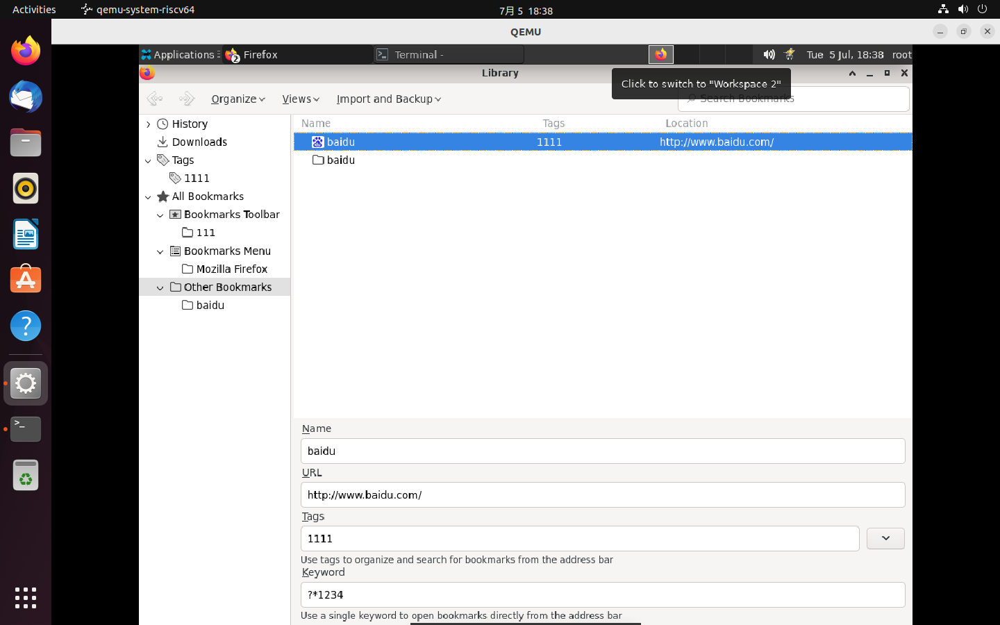 Activities
qemu-system-riscv64
7月 5 18:38
QEMU
Applications
2
Firefox
Terminal -
Tue 5 Jul, 18:38
root
Library
Click to switch to "Workspace 2"
Organize
Views
Import and Backup
Search Bookmarks
History
Downloads
Tags
1111
All Bookmarks
Bookmarks Toolbar
111
Bookmarks Menu
Mozilla Firefox
Other Bookmarks
baidu
Name Tags Location
baidu 1111 http://www.baidu.com/
baidu
Name
baidu
URL
http://www.baidu.com/
Tags
1111
Use tags to organize and search for bookmarks from the address bar
Keyword
?*1234
Use a single keyword to open bookmarks directly from the address bar